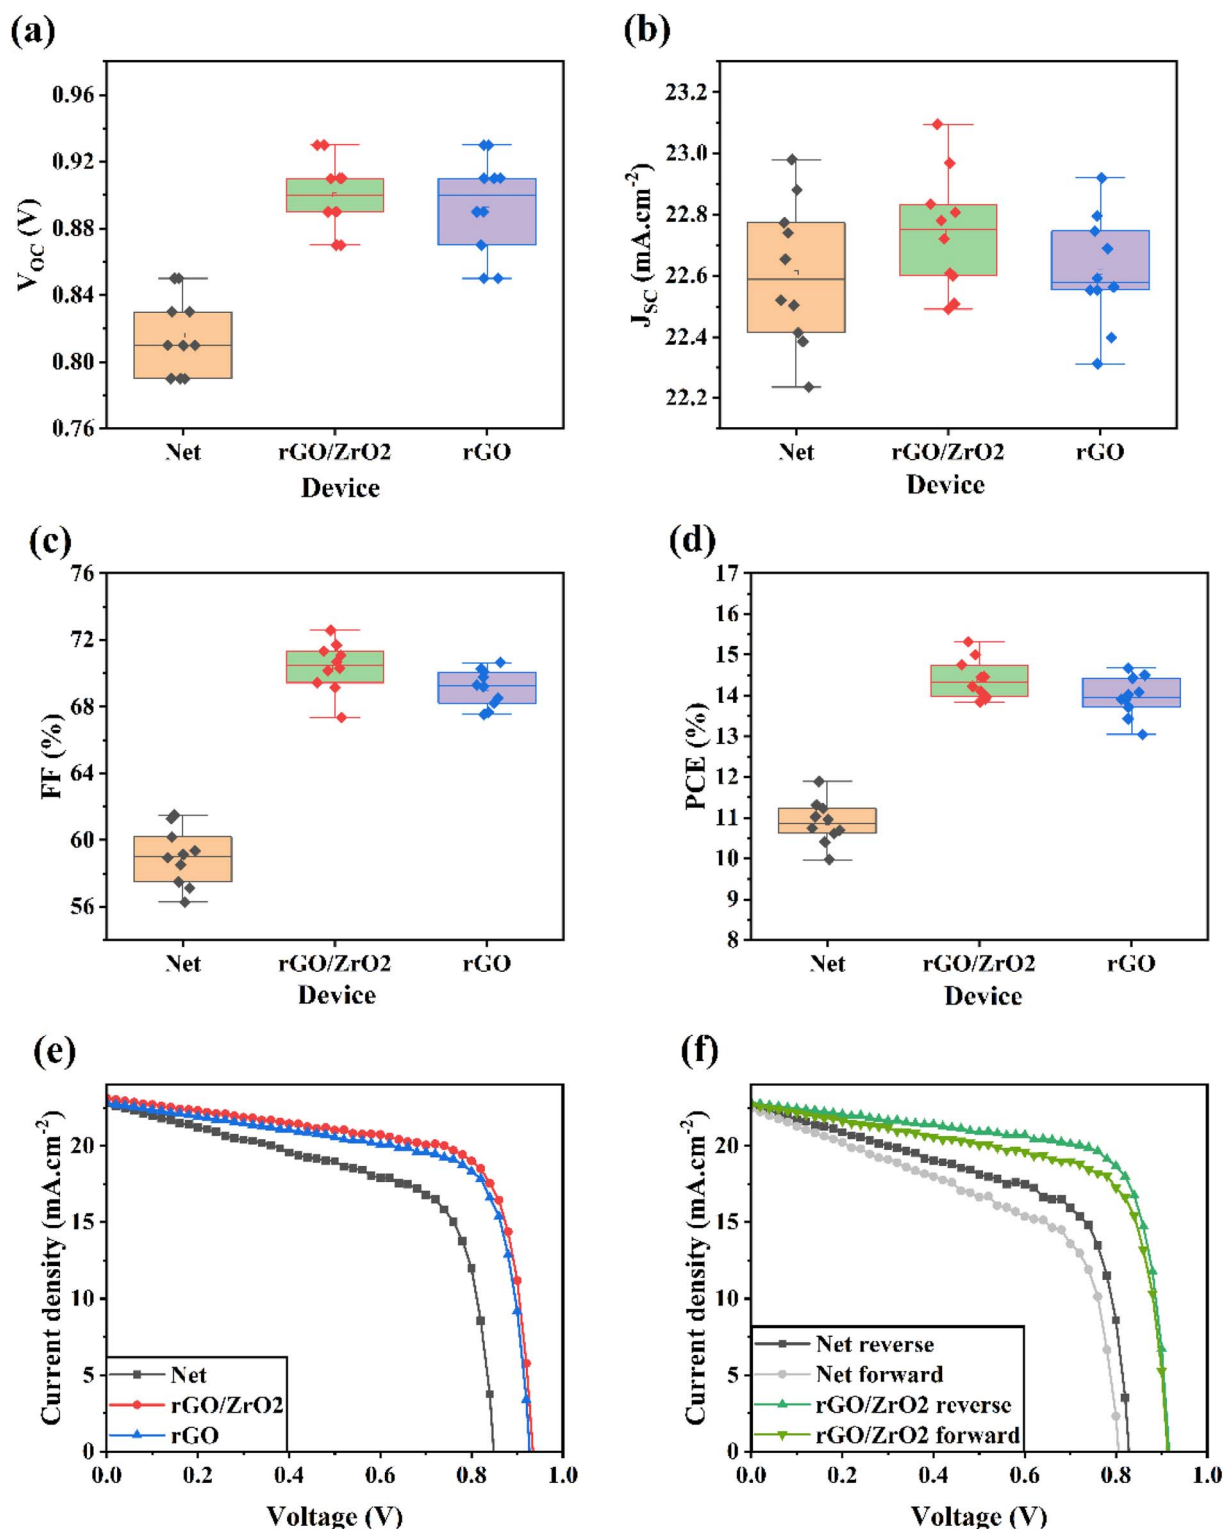 (a)
0.96
0.92
0.88
0.84
0.80
0.76
V_OC (V)
Net rGO/ZrO2 rGO
Device
(b)
23.2
23.0
22.8
22.6
22.4
22.2
J_SC (mA.cm⁻²)
Net rGO/ZrO2 rGO
Device
(c)
76
72
68
64
60
56
FF (%)
Net rGO/ZrO2 rGO
Device
(d)
17
16
15
14
13
11
10
9
8
PCE (%)
Net rGO/ZrO2 rGO
Device
(e)
20
15
10
5
0
Current density (mA.cm⁻²)
Net
rGO/ZrO2
rGO
0.0 0.2 0.4 0.6 0.8 1.0
Voltage (V)
(f)
20
15
10
5
0
Current density (mA.cm⁻²)
Net reverse
Net forward
rGO/ZrO2 reverse
rGO/ZrO2 forward
0.0 0.2 0.4 0.6 0.8 1.0
Voltage (V)